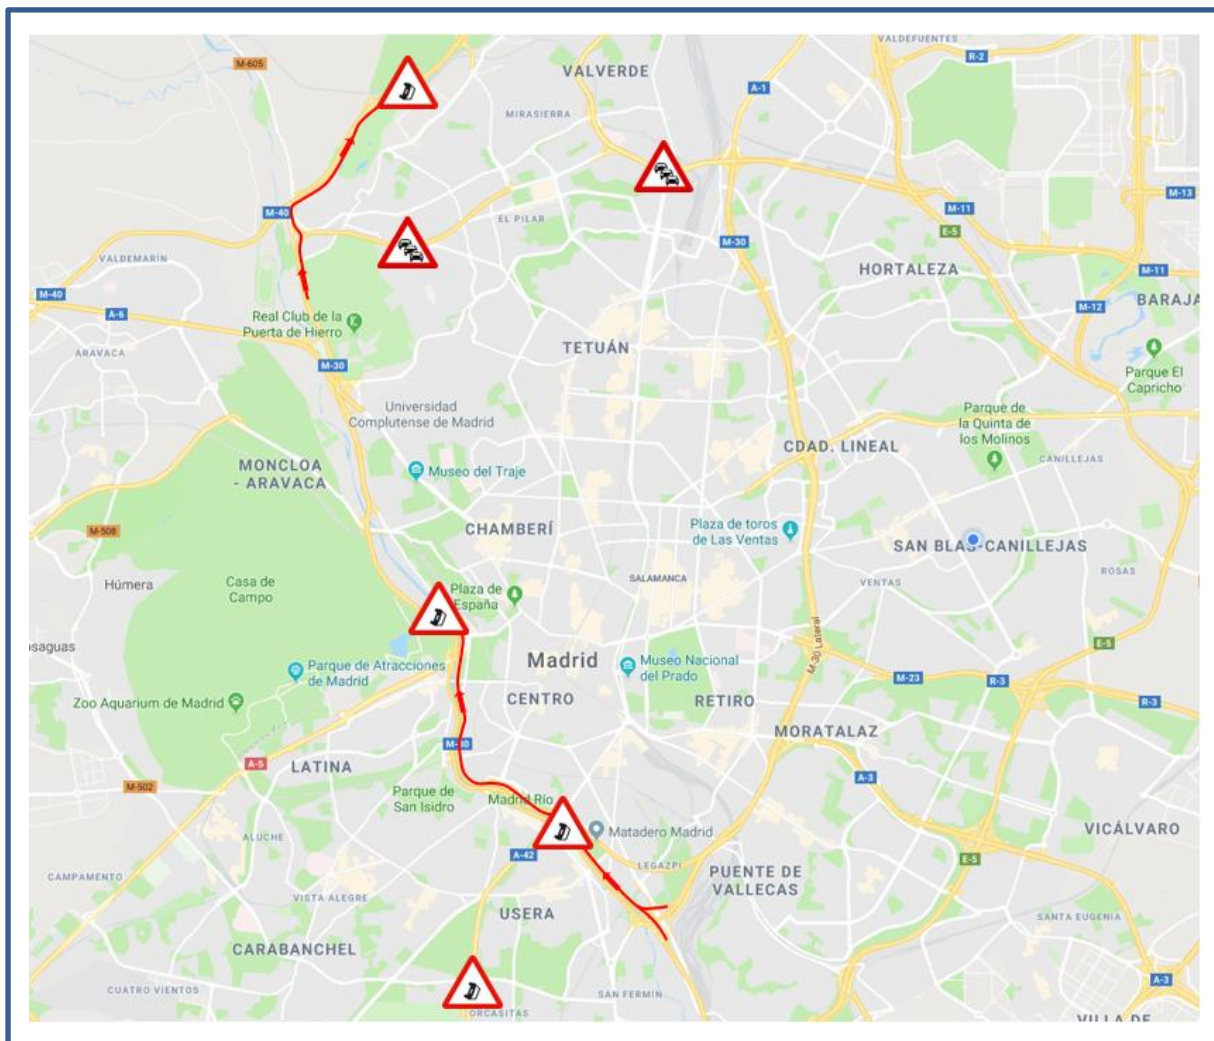 VALDEFUENTES
M-605
R-2
VALVERDE
A-1
MIRASIERRA
M-13
M-40
EL PILAR
M-11
E-5
M-30
VALDEMARÍN
HORTALEZA
M-11
M-40
BARAJA
M-12
A-6
Real Club de la
Puerta de Hierro
TETUÁN
ARAVACA
M-30
Parque El
Capricho
Universidad
Complutense de Madrid
Parque de
la Quinta de
los Molinos
CDAD. LINEAL
CANILLEJAS
MONCLOA
- ARAVACA
Museo del Traje
CHAMBERÍ
Plaza de toros
de Las Ventas
M-508
SAN BLAS-CANILLEJAS
ROSAS
Húmera
Casa de
Campo
SALAMANCA
VENTAS
Plaza de
España
M-30 Lateral
E-5
osaguas
Madrid
Museo Nacional
del Prado
Parque de Atracciones
de Madrid
M-23
R-3
Zoo Aquarium de Madrid
CENTRO
RETIRO
R-3
MORATALAZ
M-30
A-5
LATINA
A-3
M-502
Parque de
San Isidro
Madrid Río
ALUCHE
Matadero Madrid
VICÁLVARO
A-42
LEGAZPI
E-5
CAMPAMENTO
PUENTE DE
VALLECAS
VISTA ALEGRE
USERA
SANTA EUGENIA
CARABANCHEL
A-3
CUATRO VIENTOS
SAN FERMÍN
ORCASITAS
VILLA DE